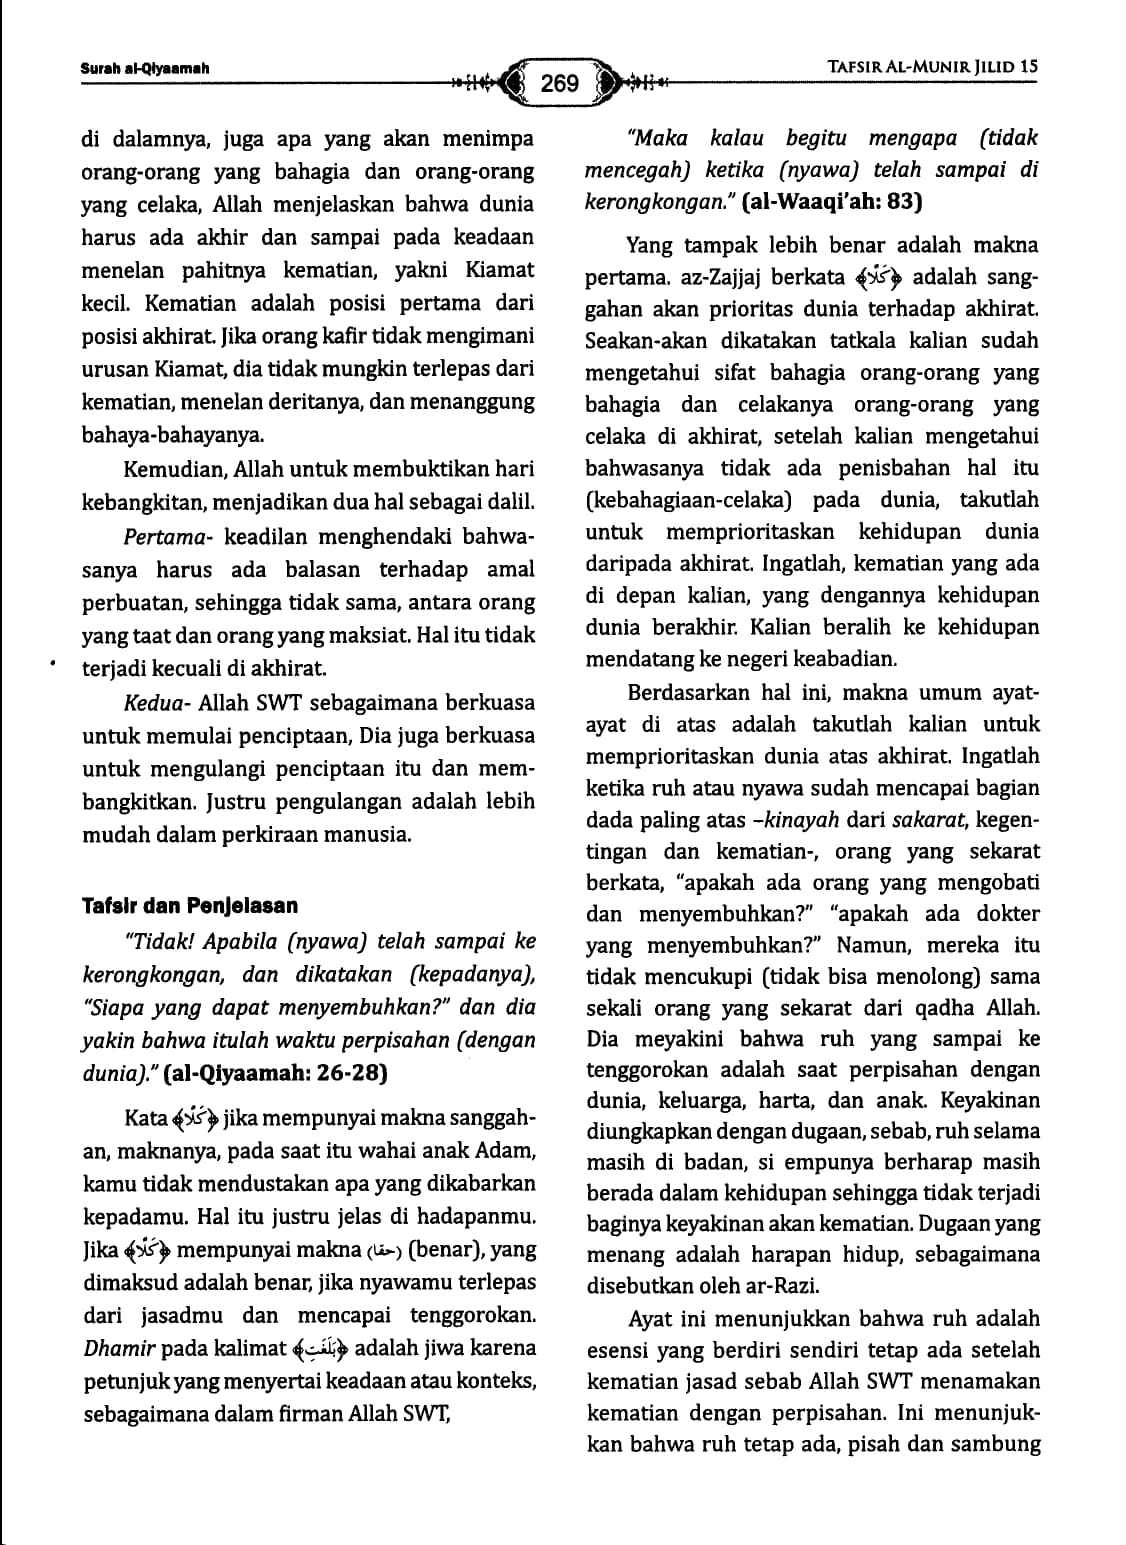 Surah al-Qiyaamah
269
TAFSIR AL-MUNIR JILID 15
di dalamnya, juga apa yang akan menimpa
orang-orang yang bahagia dan orang-orang
yang celaka, Allah menjelaskan bahwa dunia
harus ada akhir dan sampai pada keadaan
menelan pahitnya kematian, yakni Kiamat
kecil. Kematian adalah posisi pertama dari
posisi akhirat. Jika orang kafir tidak mengimani
urusan Kiamat, dia tidak mungkin terlepas dari
kematian, menelan deritanya, dan menanggung
bahaya-bahayanya.
Kemudian, Allah untuk membuktikan hari
kebangkitan, menjadikan dua hal sebagai dalil.
Pertama- keadilan menghendaki bahwa-
sanya harus ada balasan terhadap amal
perbuatan, sehingga tidak sama, antara orang
yang taat dan orang yang maksiat. Hal itu tidak
terjadi kecuali di akhirat.
Kedua- Allah SWT sebagaimana berkuasa
untuk memulai penciptaan, Dia juga berkuasa
untuk mengulangi penciptaan itu dan mem-
bangkitkan. Justru pengulangan adalah lebih
mudah dalam perkiraan manusia.
Tafsir dan Penjelasan
"Tidak! Apabila (nyawa) telah sampai ke
kerongkongan, dan dikatakan (kepadanya),
"Siapa yang dapat menyembuhkan?" dan dia
yakin bahwa itulah waktu perpisahan (dengan
dunia)." (al-Qiyaamah: 26-28)
Kata ﴿كَلَّا﴾ jika mempunyai makna sanggah-
an, maknanya, pada saat itu wahai anak Adam,
kamu tidak mendustakan apa yang dikabarkan
kepadamu. Hal itu justru jelas di hadapanmu.
Jika ﴿كَلَّا﴾ mempunyai makna (حقا) (benar), yang
dimaksud adalah benar, jika nyawamu terlepas
dari jasadmu dan mencapai tenggorokan.
Dhamir pada kalimat ﴿بَلَغَتِ﴾ adalah jiwa karena
petunjuk yang menyertai keadaan atau konteks,
sebagaimana dalam firman Allah SWT,
"Maka kalau begitu mengapa (tidak
mencegah) ketika (nyawa) telah sampai di
kerongkongan." (al-Waaqi'ah: 83)
Yang tampak lebih benar adalah makna
pertama. az-Zajjaj berkata ﴿كَلَّا﴾ adalah sang-
gahan akan prioritas dunia terhadap akhirat.
Seakan-akan dikatakan tatkala kalian sudah
mengetahui sifat bahagia orang-orang yang
bahagia dan celakanya orang-orang yang
celaka di akhirat, setelah kalian mengetahui
bahwasanya tidak ada penisbahan hal itu
(kebahagiaan-celaka) pada dunia, takutlah
untuk memprioritaskan kehidupan dunia
daripada akhirat. Ingatlah, kematian yang ada
di depan kalian, yang dengannya kehidupan
dunia berakhir. Kalian beralih ke kehidupan
mendatang ke negeri keabadian.
Berdasarkan hal ini, makna umum ayat-
ayat di atas adalah takutlah kalian untuk
memprioritaskan dunia atas akhirat. Ingatlah
ketika ruh atau nyawa sudah mencapai bagian
dada paling atas –kinayah dari sakarat, kegen-
tingan dan kematian-, orang yang sekarat
berkata, "apakah ada orang yang mengobati
dan menyembuhkan?" "apakah ada dokter
yang menyembuhkan?" Namun, mereka itu
tidak mencukupi (tidak bisa menolong) sama
sekali orang yang sekarat dari qadha Allah.
Dia meyakini bahwa ruh yang sampai ke
tenggorokan adalah saat perpisahan dengan
dunia, keluarga, harta, dan anak. Keyakinan
diungkapkan dengan dugaan, sebab, ruh selama
masih di badan, si empunya berharap masih
berada dalam kehidupan sehingga tidak terjadi
baginya keyakinan akan kematian. Dugaan yang
menang adalah harapan hidup, sebagaimana
disebutkan oleh ar-Razi.
Ayat ini menunjukkan bahwa ruh adalah
esensi yang berdiri sendiri tetap ada setelah
kematian jasad sebab Allah SWT menamakan
kematian dengan perpisahan. Ini menunjuk-
kan bahwa ruh tetap ada, pisah dan sambung